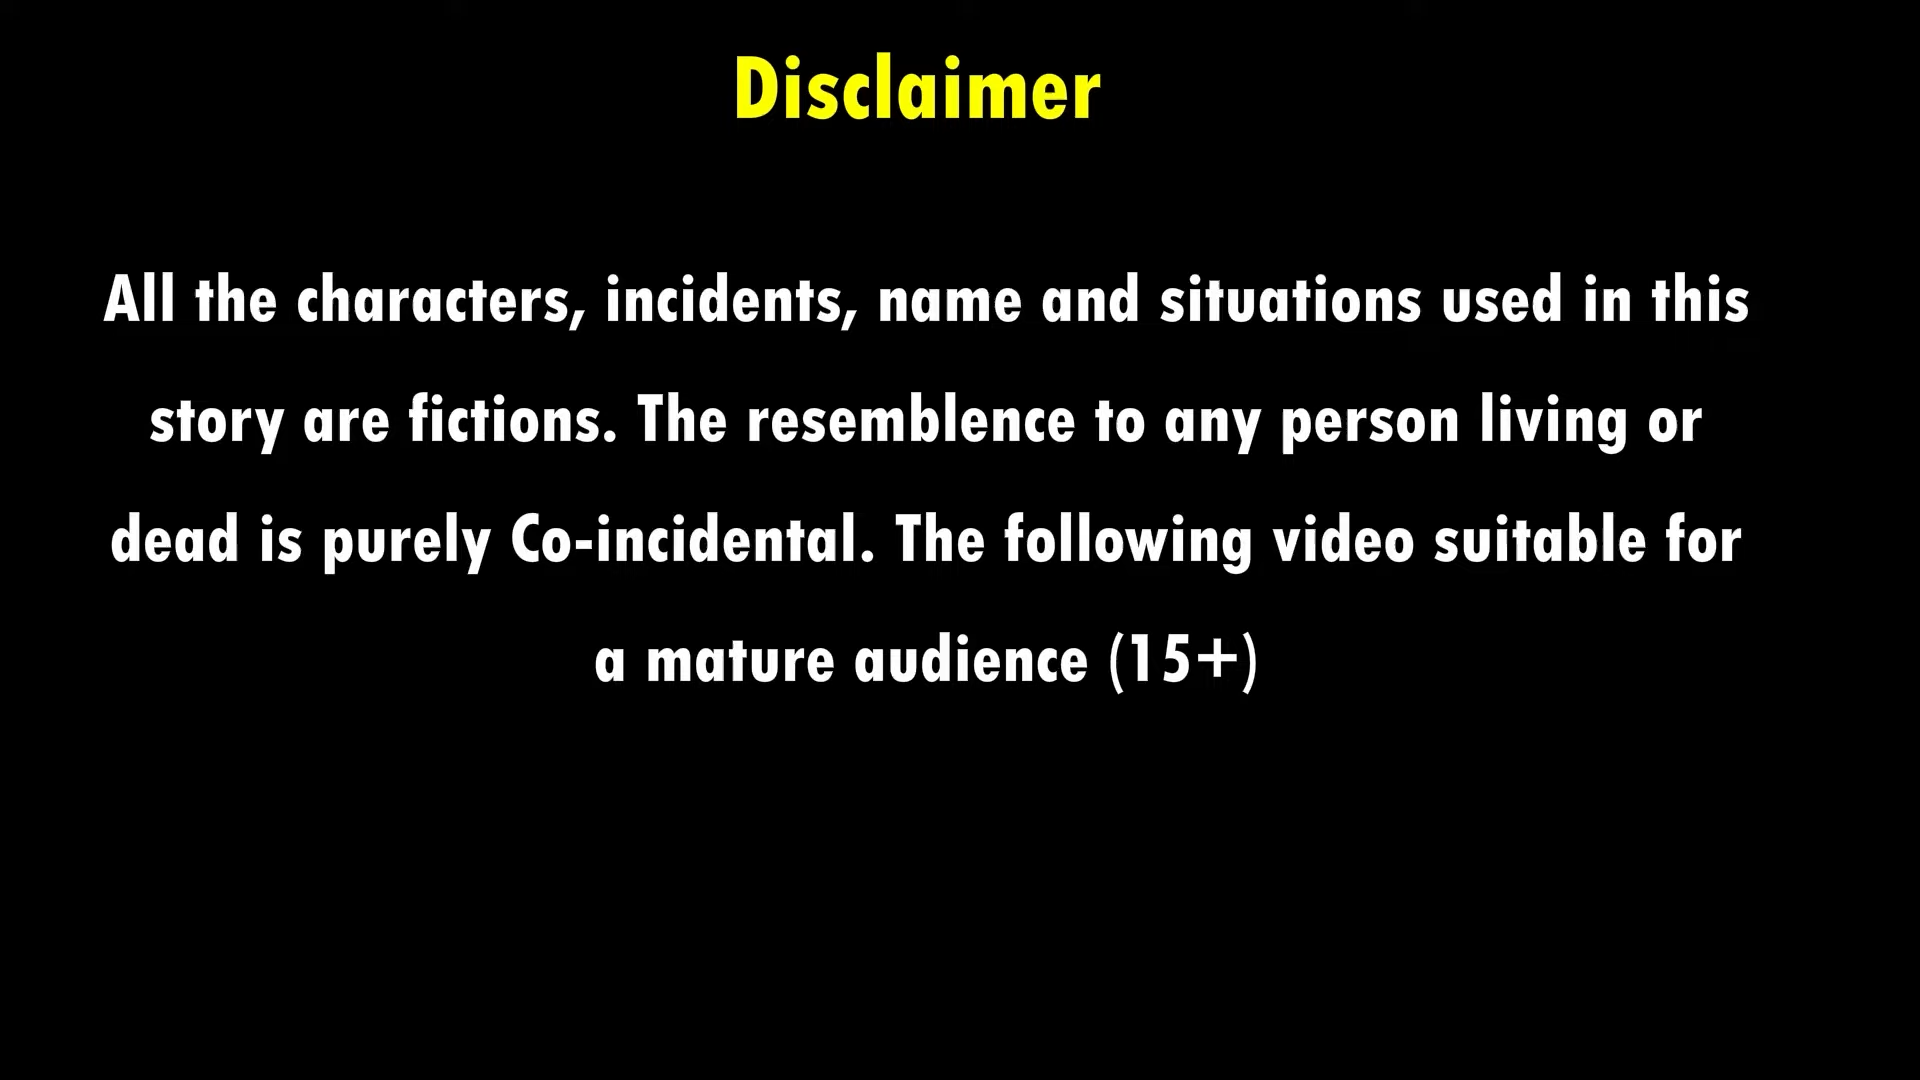 Disclaimer
All the characters, incidents, name and situations used in this
story are fictions. The resemblence to any person living or
dead is purely Co-incidental. The following video suitable for
a mature audience (15+)